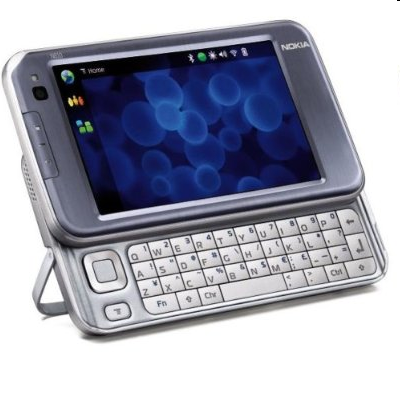 NOKIA
Home
Q W E R T Y U I O P
A S D F G H J K L
Z X C V B N M
Fn Chr Ctrl